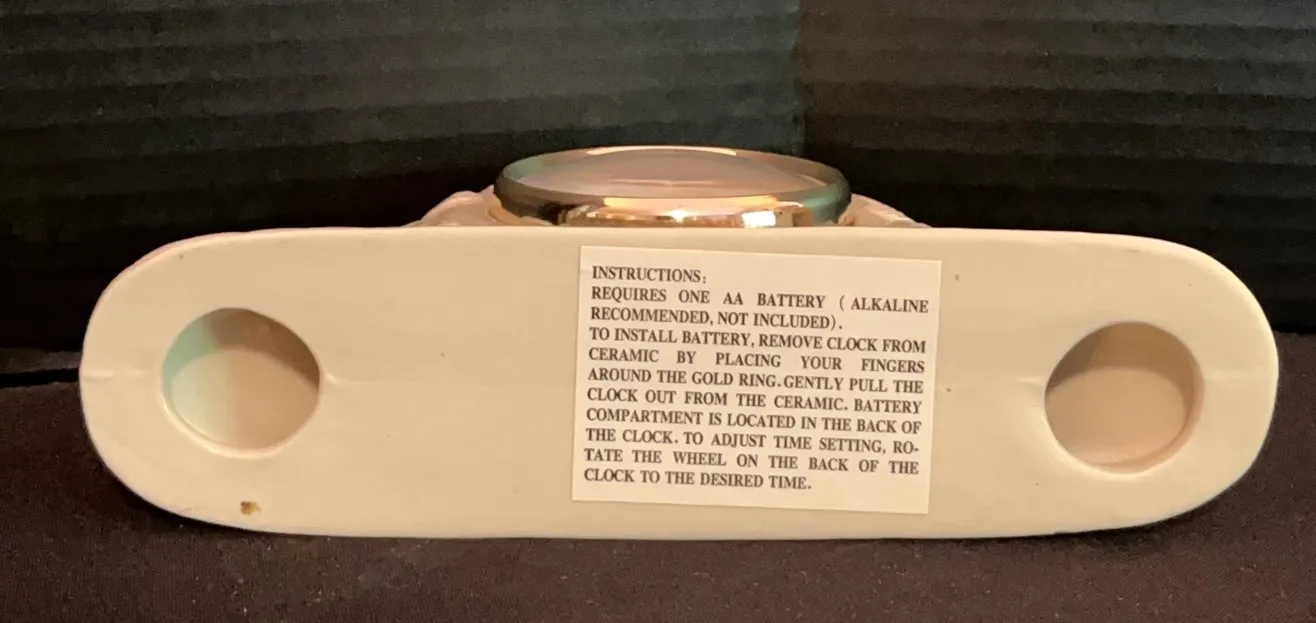 INSTRUCTIONS:
REQUIRES ONE AA BATTERY ( ALKALINE
RECOMMENDED, NOT INCLUDED).
TO INSTALL BATTERY, REMOVE CLOCK FROM
CERAMIC BY PLACING YOUR FINGERS
AROUND THE GOLD RING. GENTLY PULL THE
CLOCK OUT FROM THE CERAMIC. BATTERY
COMPARTMENT IS LOCATED IN THE BACK OF
THE CLOCK. TO ADJUST TIME SETTING, RO-
TATE THE WHEEL ON THE BACK OF THE
CLOCK TO THE DESIRED TIME.